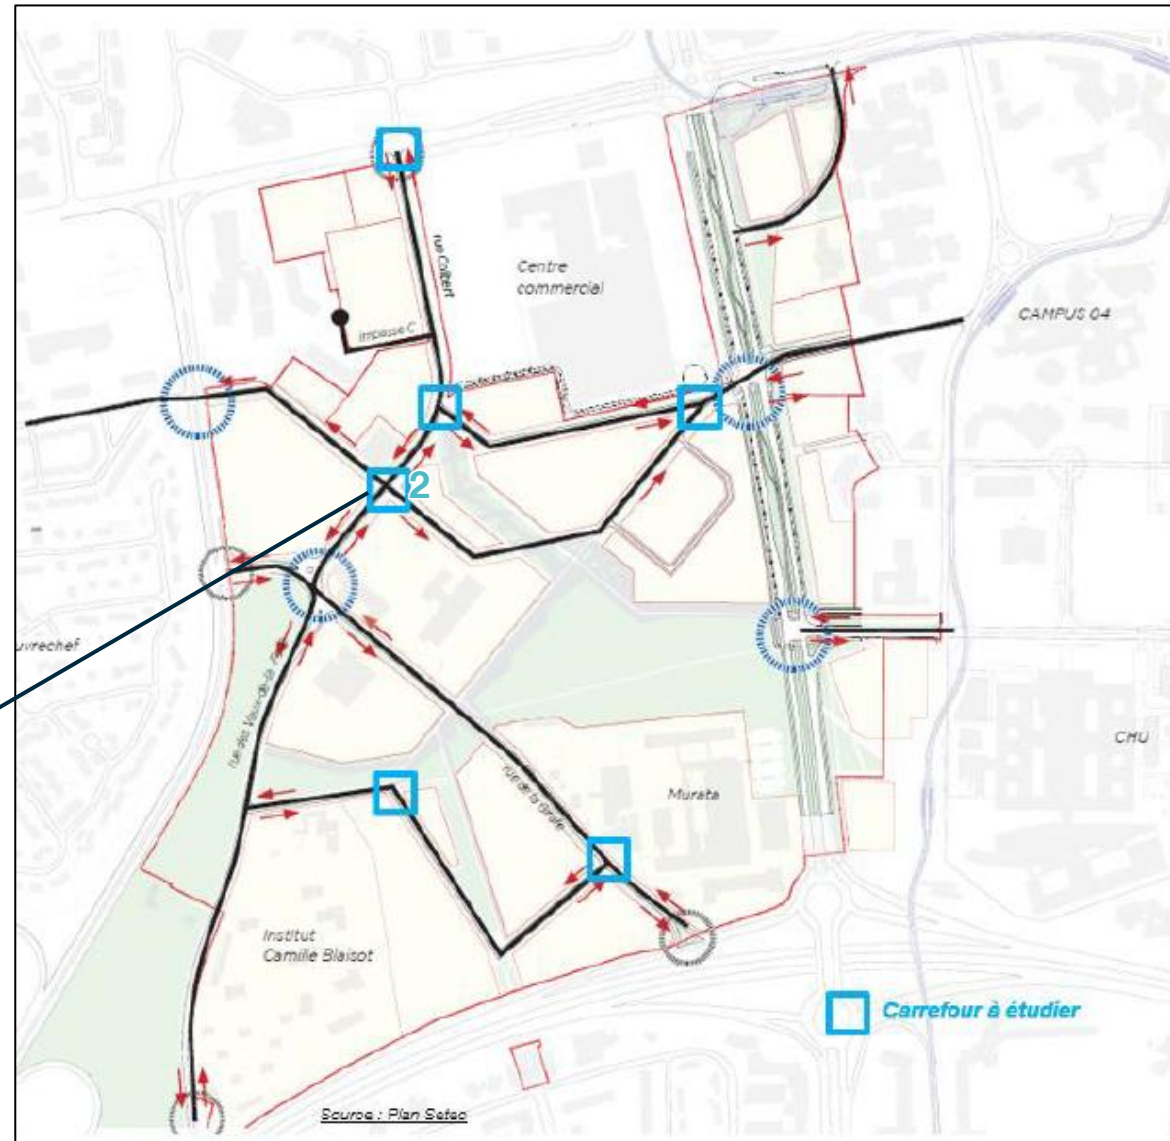 rue Colbert
Centre
commercial
CAMPUS 04
Impasse C
2
uvrechef
rue des Vaux-de-la
CHU
rue de la Girafe
Murata
Institut
Camille Blaisot
Carrefour à étudier
Source : Plan Setec